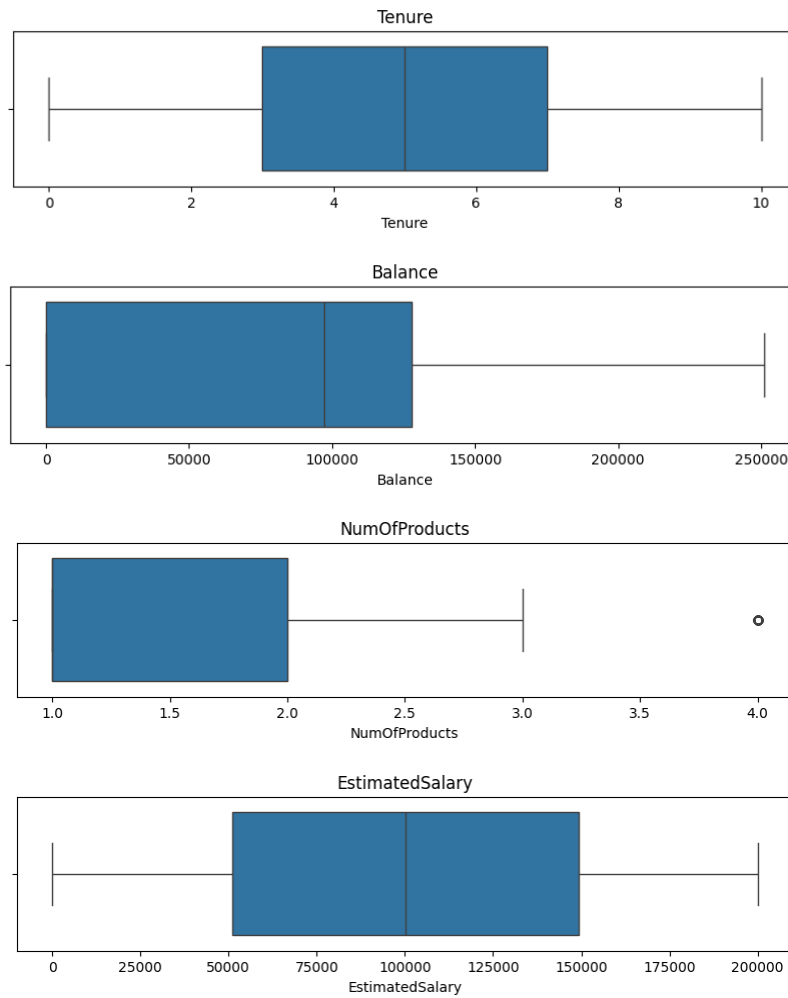 Tenure
0 2 4 6 8 10
Tenure
Balance
0 50000 100000 150000 200000 250000
Balance
NumOfProducts
1.0 1.5 2.0 2.5 3.0 3.5 4.0
NumOfProducts
EstimatedSalary
0 25000 50000 75000 100000 125000 150000 175000 200000
EstimatedSalary